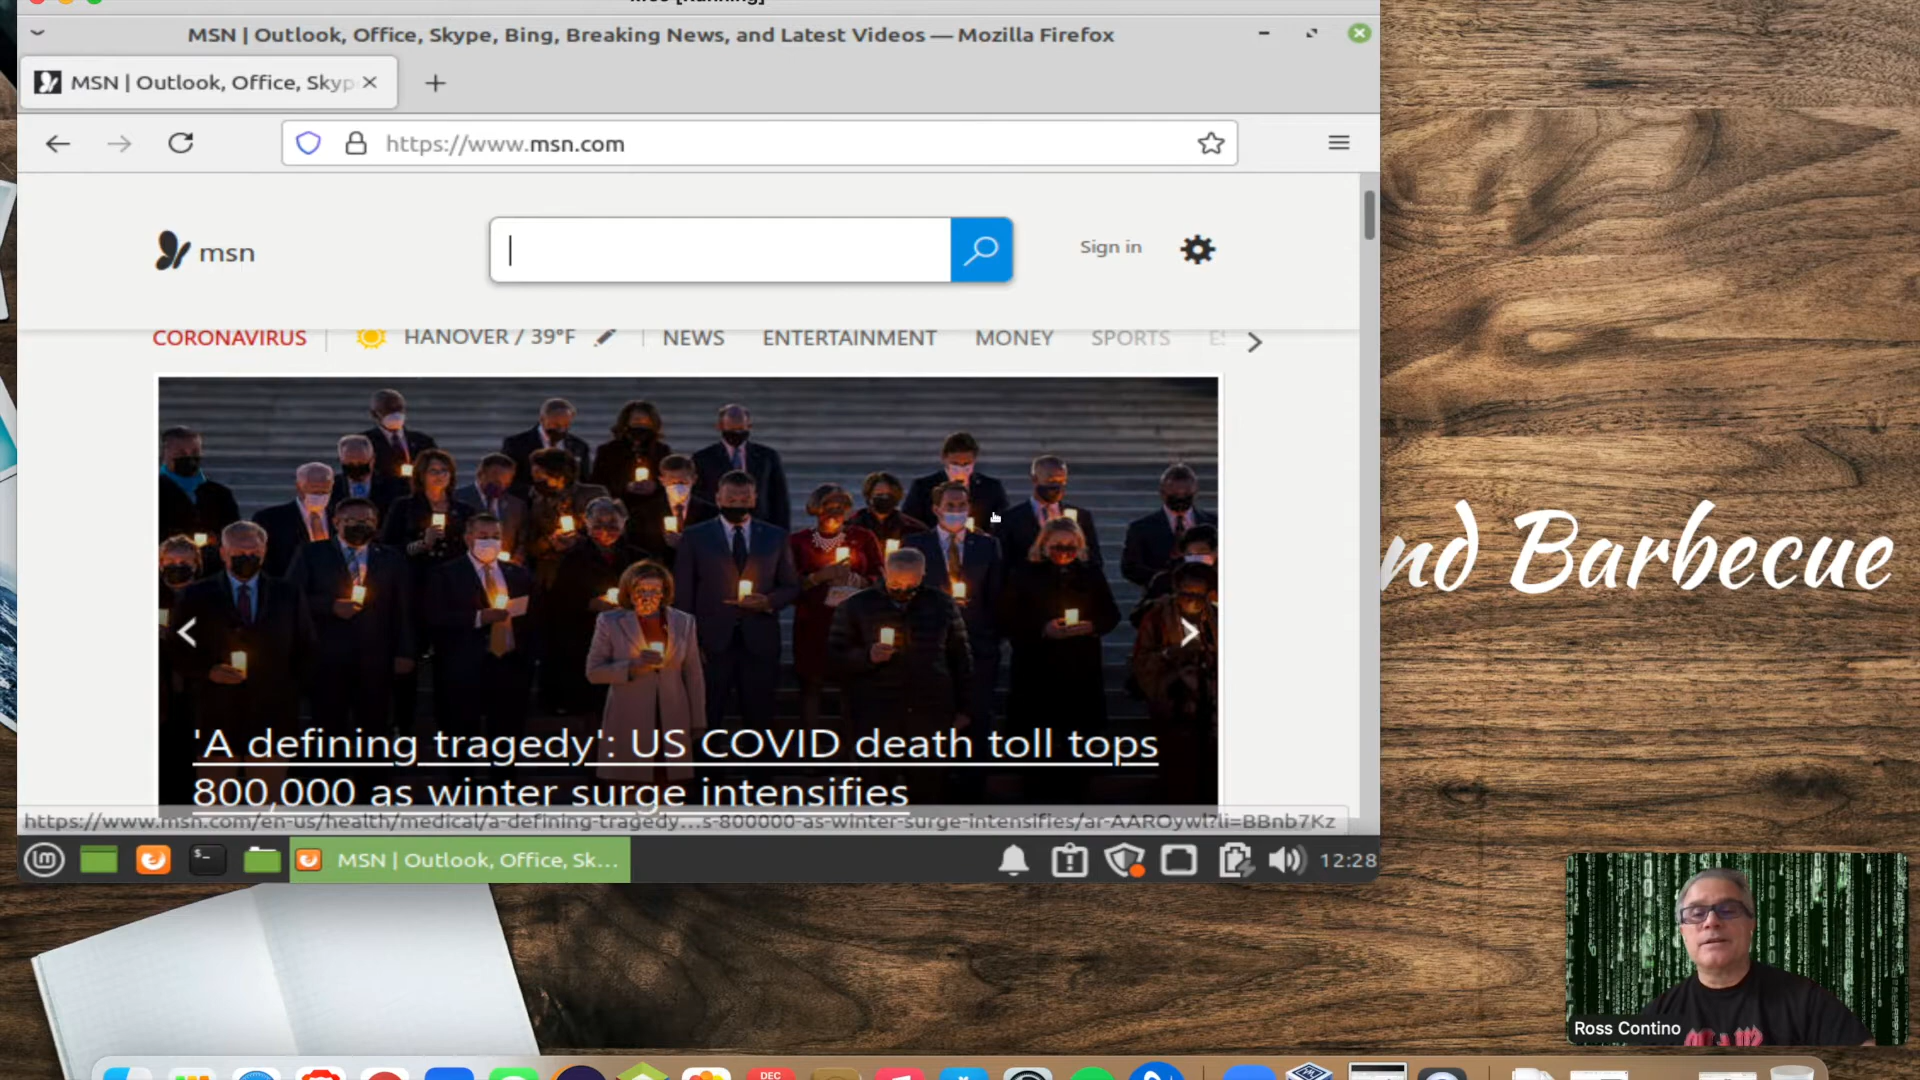 MSN | Outlook, Office, Skype, Bing, Breaking News, and Latest Videos — Mozilla Firefox
MSN | Outlook, Office, Skyp
https://www.msn.com
msn
Sign in
CORONAVIRUS
HANOVER / 39°F
NEWS
ENTERTAINMENT
MONEY
SPORTS
nd Barbecue
'A defining tragedy': US COVID death toll tops
800,000 as winter surge intensifies
https://www.msn.com/en-us/health/medical/a-defining-tragedy...s-800000-as-winter-surge-intensifies/ar-AAROywl?li=BBnb7Kz
MSN | Outlook, Office, Sk...
12:28
Ross Contino
DEC